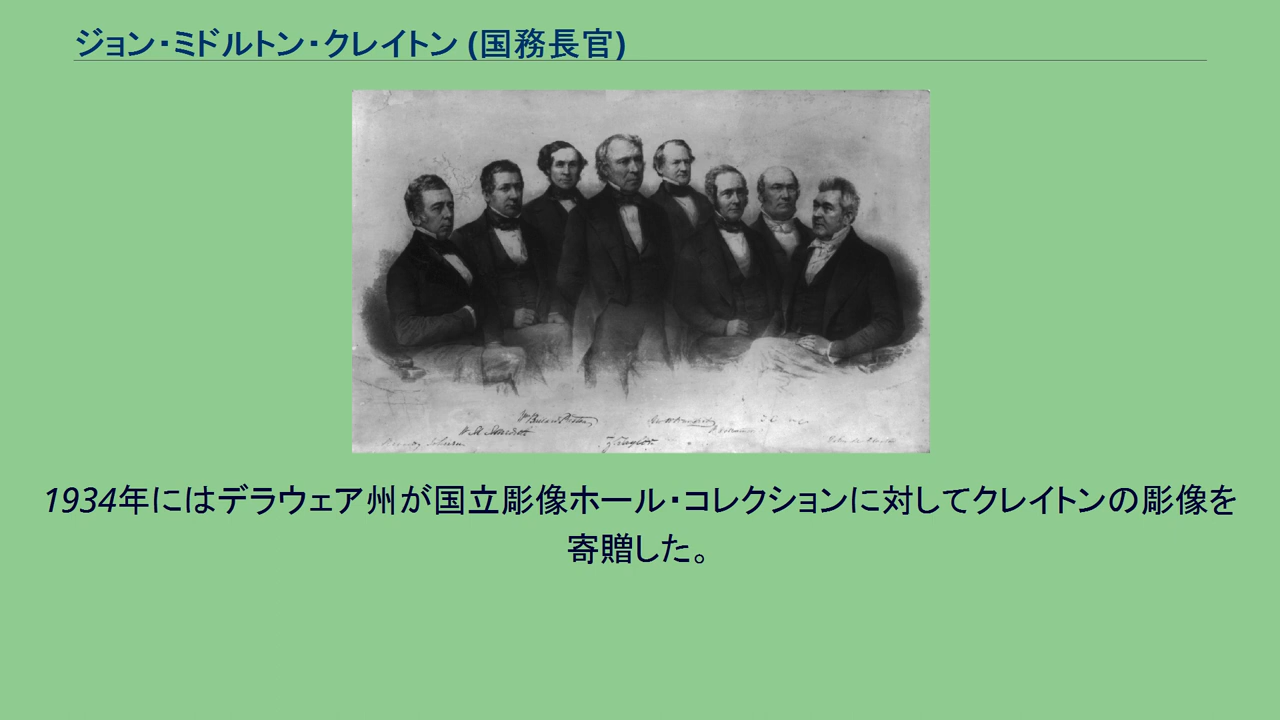 ジョン・ミドルトン・クレイトン (国務長官)
Z Taylor
1934年にはデラウェア州が国立彫像ホール・コレクションに対してクレイトンの彫像を
寄贈した。